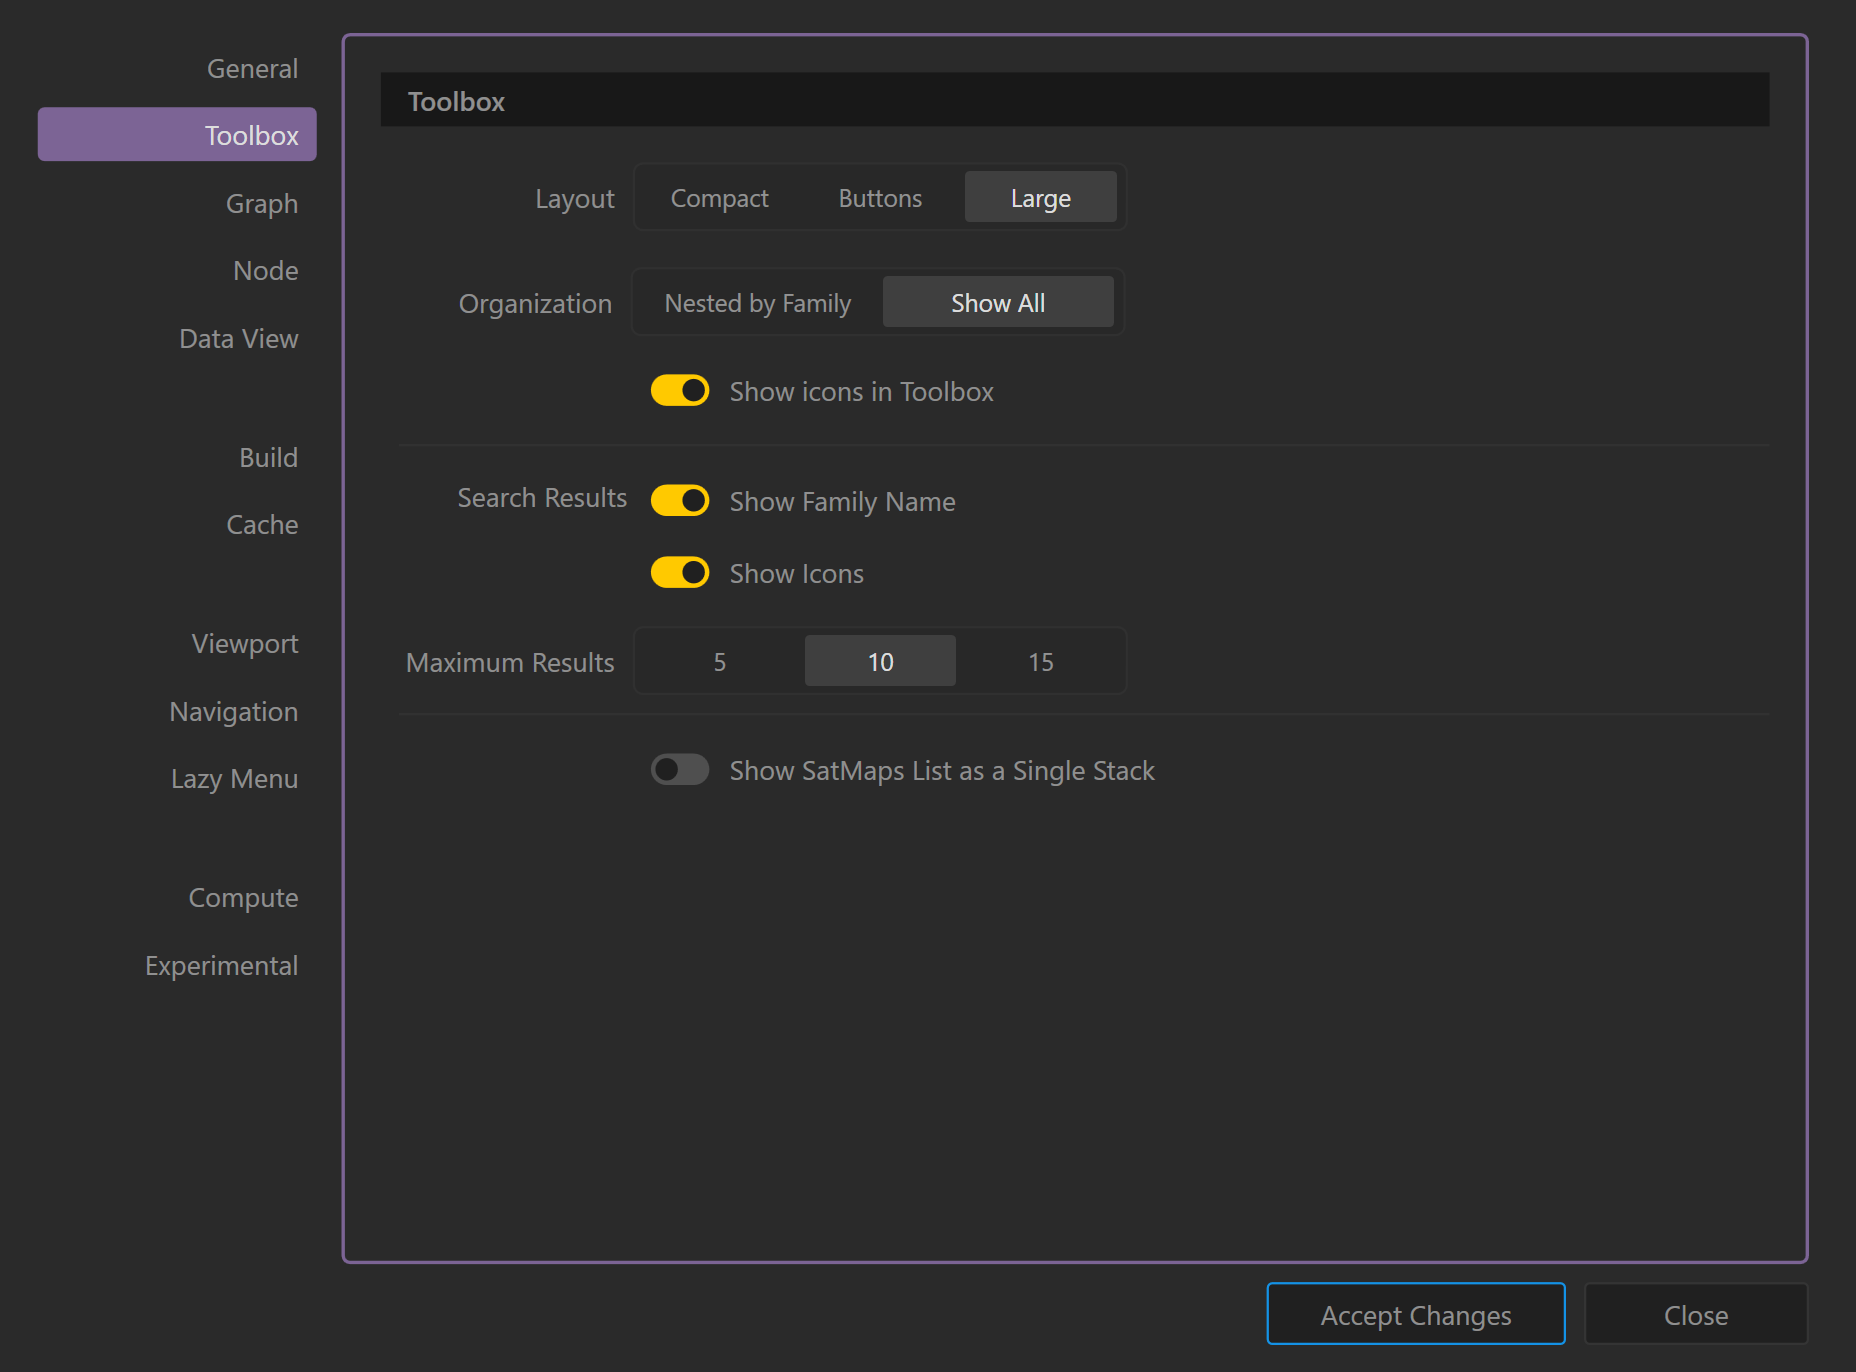 General
Toolbox
Graph
Node
Data View
Build
Cache
Viewport
Navigation
Lazy Menu
Compute
Experimental
Toolbox
Layout Compact Buttons Large
Organization Nested by Family Show All
Show icons in Toolbox
Search Results Show Family Name
Show Icons
Maximum Results 5 10 15
Show SatMaps List as a Single Stack
Accept Changes Close